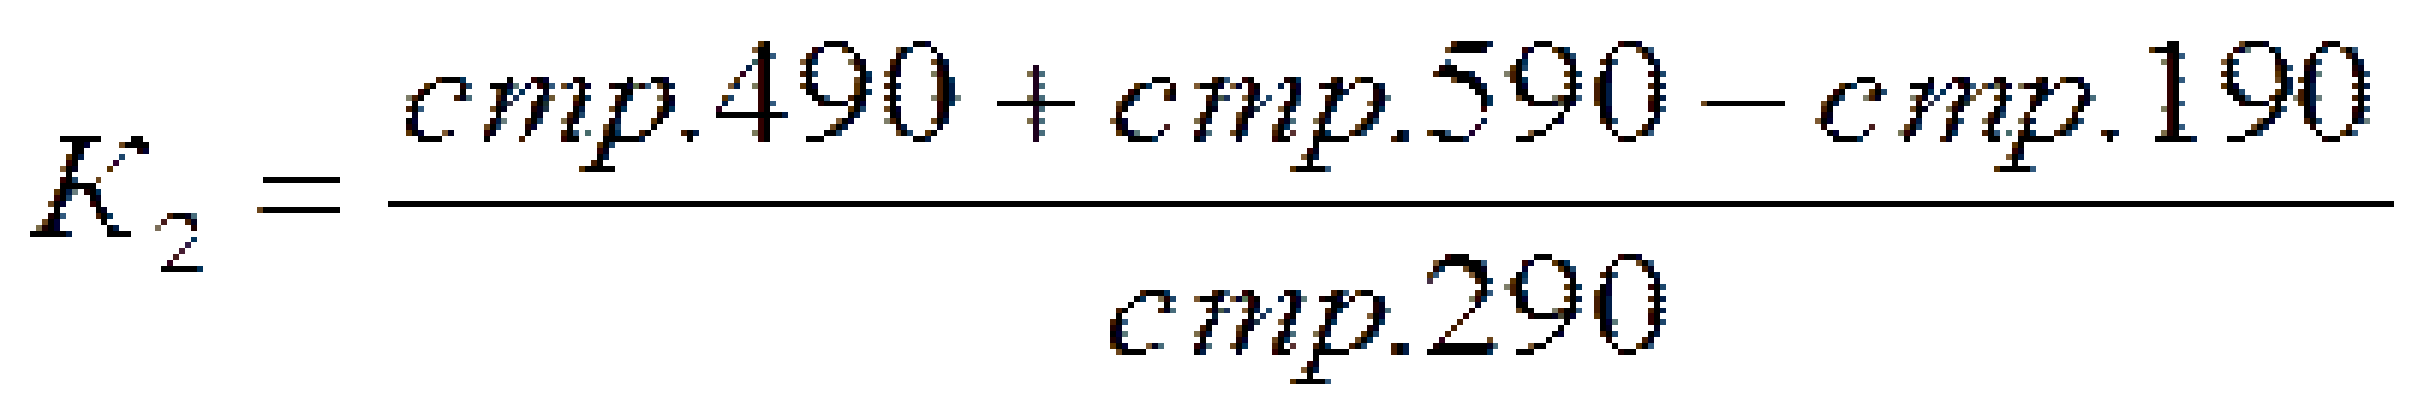 K₂ = (стр.490 + стр.590 − стр.190) / стр.290